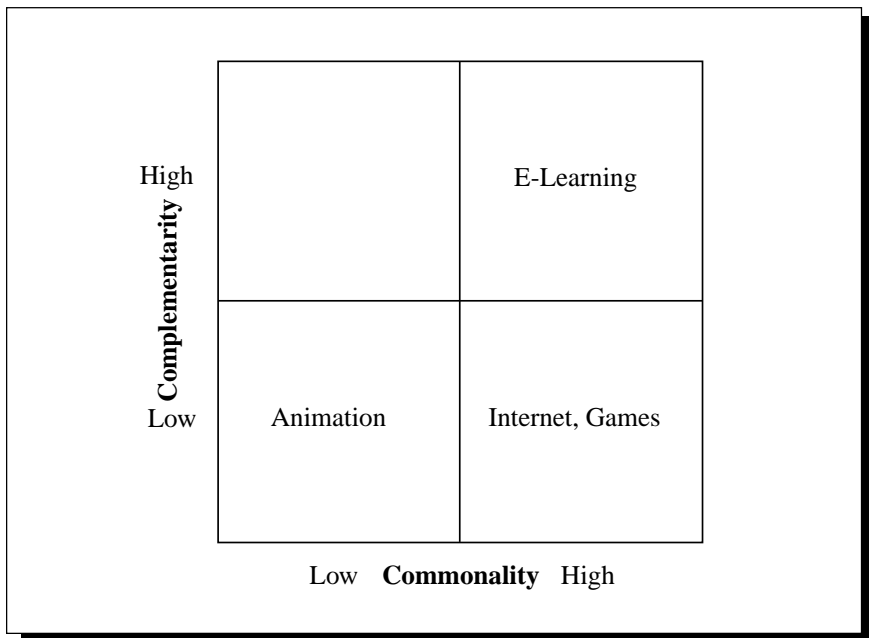 High
E-Learning
Complementarity
Low
Animation
Internet, Games
Low Commonality High